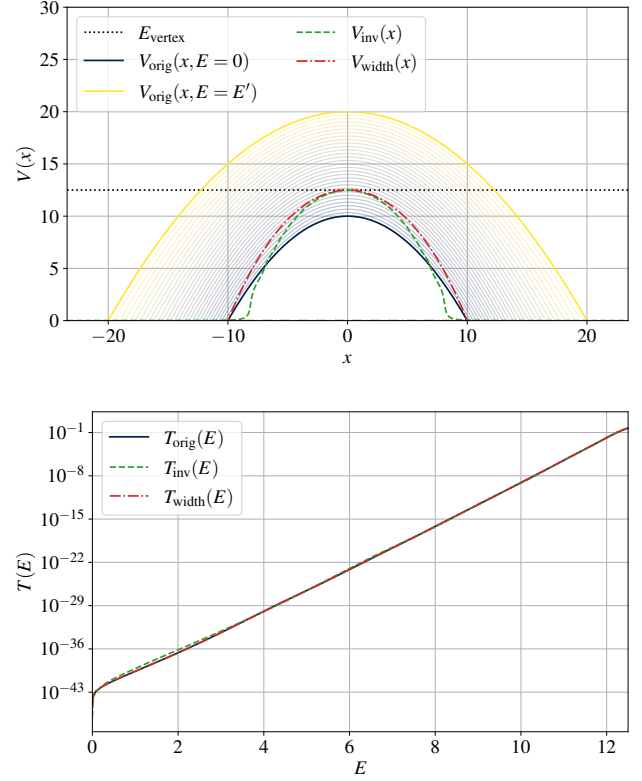 30
25
20
15
10
5
0
V(x)
E_vertex
V_orig(x, E = 0)
V_orig(x, E = E′)
V_inv(x)
V_width(x)
−20 −10 0 10 20
x
10^−1
10^−8
10^−15
10^−22
10^−29
10^−36
10^−43
T(E)
T_orig(E)
T_inv(E)
T_width(E)
0 2 4 6 8 10 12
E